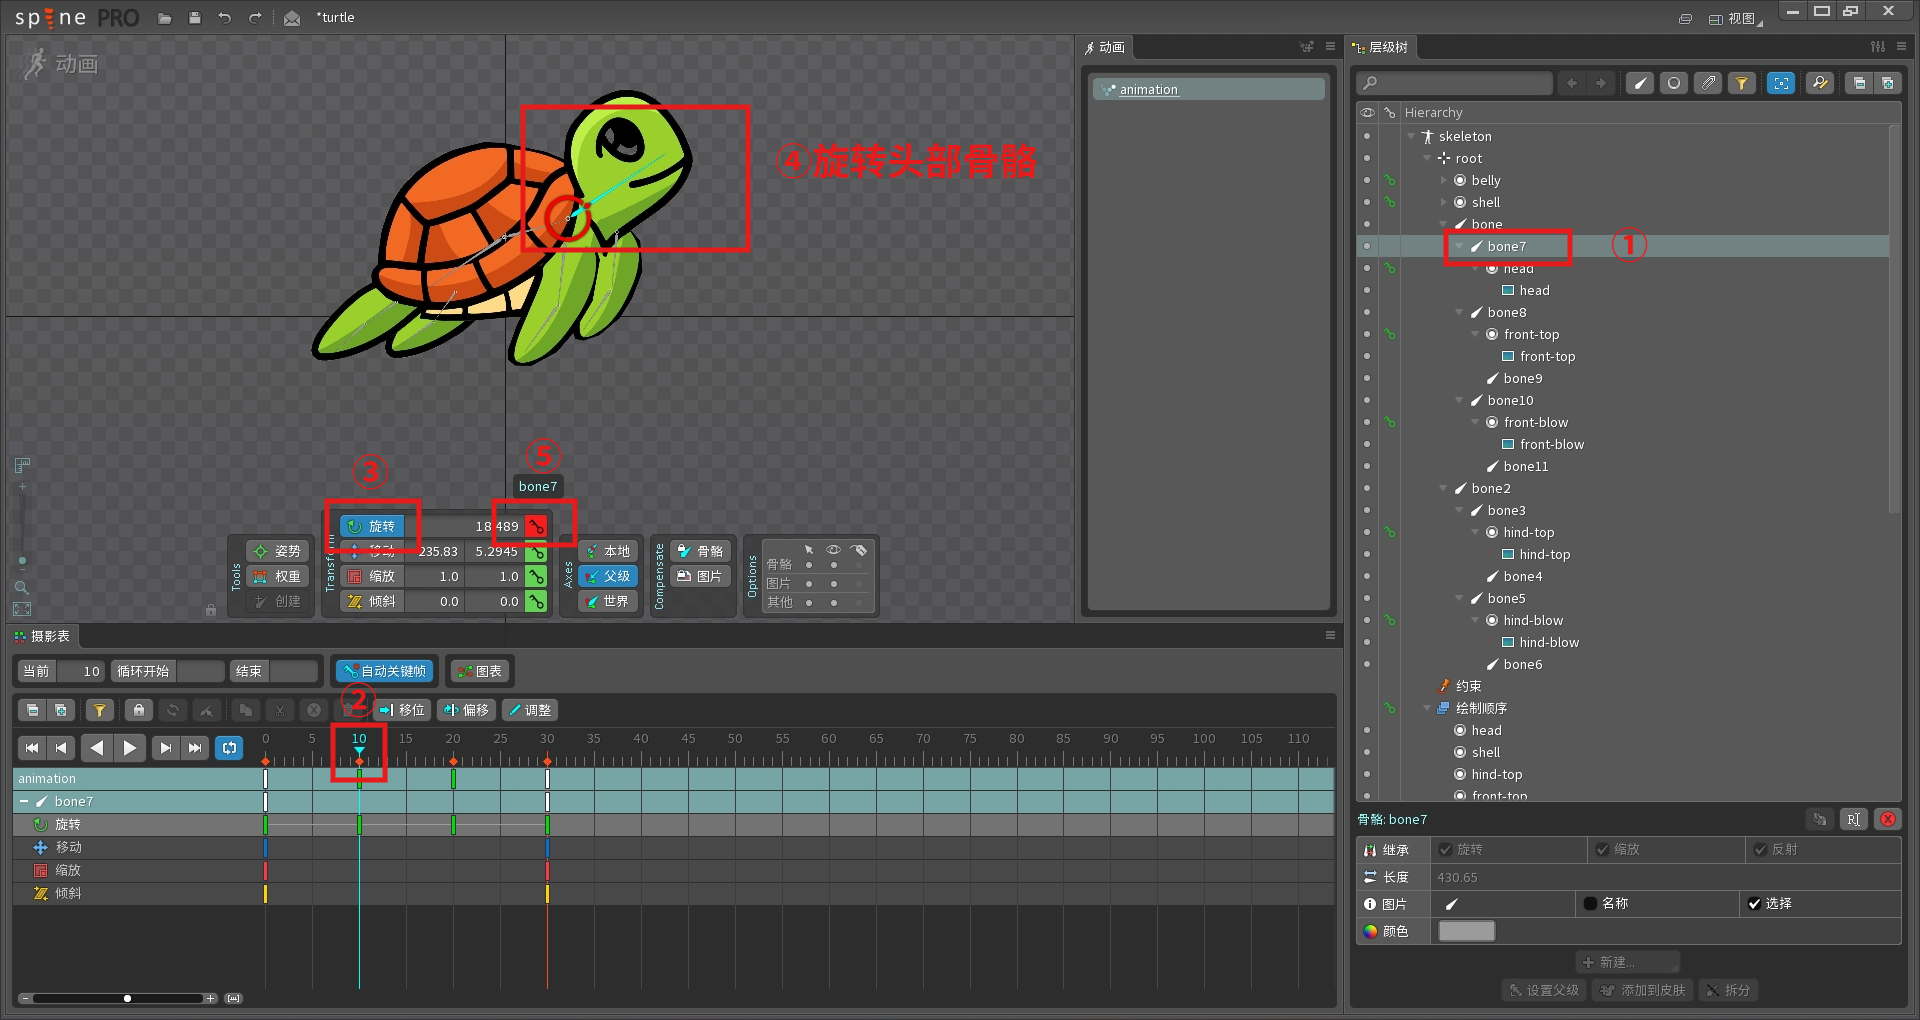 spine PRO
*turtle
视图
动画
④旋转头部骨骼
③
⑤
bone7
Tools
姿势
权重
创建
Transform
旋转 18.489
移动 235.83 5.2945
缩放 1.0 1.0
倾斜 0.0 0.0
Axes
本地
父级
世界
Compensate
骨骼
图片
Options
骨骼
图片
其他
动画
animation
层级树
Hierarchy
skeleton
root
belly
shell
bone
bone7 ①
head
head
bone8
front-top
front-top
bone9
bone10
front-blow
front-blow
bone11
bone2
bone3
hind-top
hind-top
bone4
bone5
hind-blow
hind-blow
bone6
约束
绘制顺序
head
shell
hind-top
front-top
骨骼: bone7
继承 旋转 缩放 反射
长度 430.65
图片 名称 选择
颜色
新建...
设置父级 添加到皮肤 拆分
摄影表
当前 10 循环开始 结束 自动关键帧 图表
②
移位 偏移 调整
0 5 10 15 20 25 30 35 40 45 50 55 60 65 70 75 80 85 90 95 100 105 110
animation
bone7
旋转
移动
缩放
倾斜